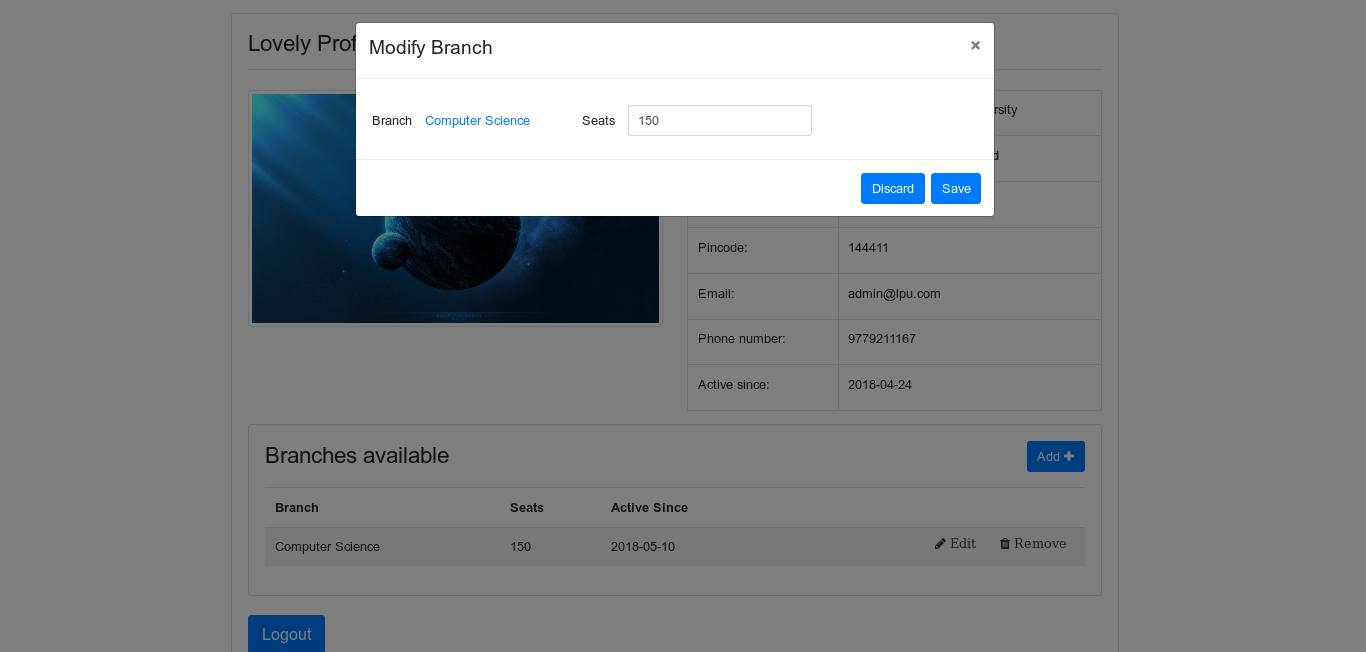 Lovely Prof
Modify Branch ×
Branch Computer Science Seats 150
Discard Save
rsity
d
Pincode: 144411
Email: admin@lpu.com
Phone number: 9779211167
Active since: 2018-04-24
Branches available Add
Branch Seats Active Since
Computer Science 150 2018-05-10 Edit Remove
Logout